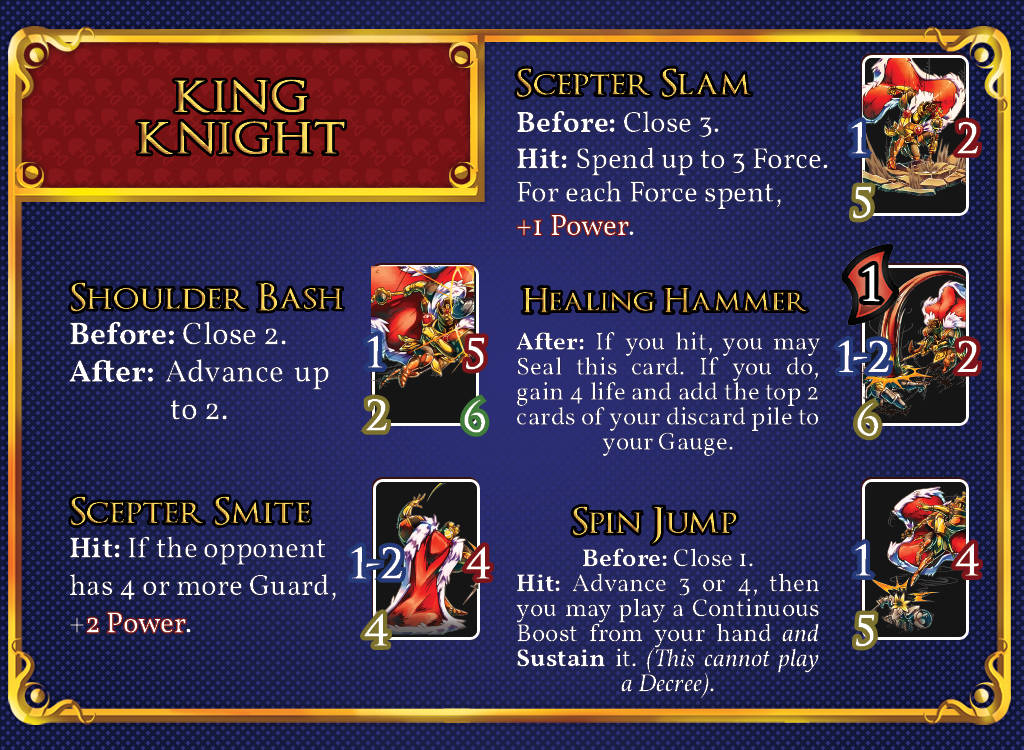 KING
KNIGHT
SCEPTER SLAM
Before: Close 3.
Hit: Spend up to 3 Force.
For each Force spent,
+1 Power.
1
2
5
SHOULDER BASH
Before: Close 2.
After: Advance up
to 2.
1
5
2
6
HEALING HAMMER
After: If you hit, you may
Seal this card. If you do,
gain 4 life and add the top 2
cards of your discard pile to
your Gauge.
1
1-2
2
6
SCEPTER SMITE
Hit: If the opponent
has 4 or more Guard,
+2 Power.
1-2
4
4
SPIN JUMP
Before: Close 1.
Hit: Advance 3 or 4, then
you may play a Continuous
Boost from your hand and
Sustain it. (This cannot play
a Decree).
1
4
5